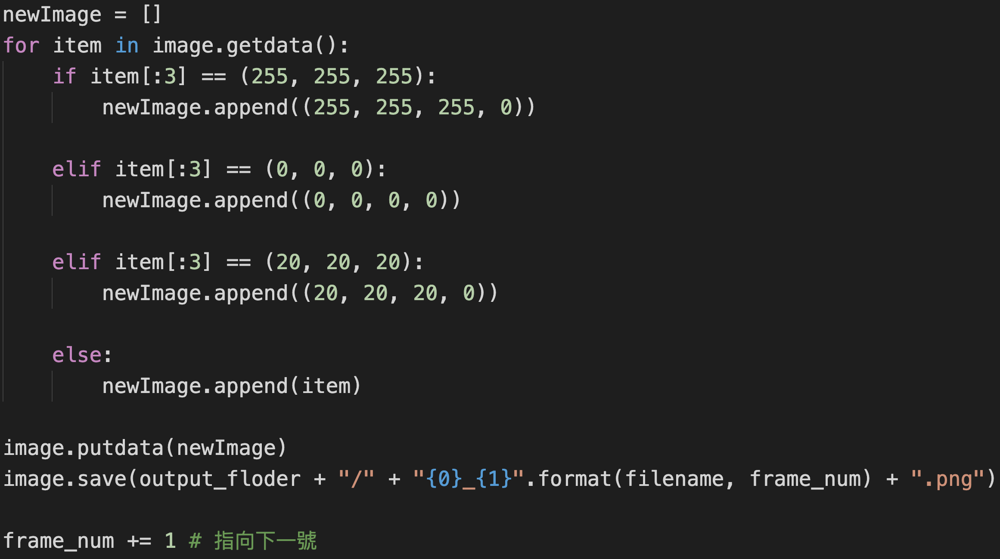 newImage = []
for item in image.getdata():
    if item[:3] == (255, 255, 255):
        newImage.append((255, 255, 255, 0))
    elif item[:3] == (0, 0, 0):
        newImage.append((0, 0, 0, 0))
    elif item[:3] == (20, 20, 20):
        newImage.append((20, 20, 20, 0))
    else:
        newImage.append(item)
image.putdata(newImage)
image.save(output_floder + "/" + "{0}_{1}".format(filename, frame_num) + ".png")
frame_num += 1 # 指向下一號